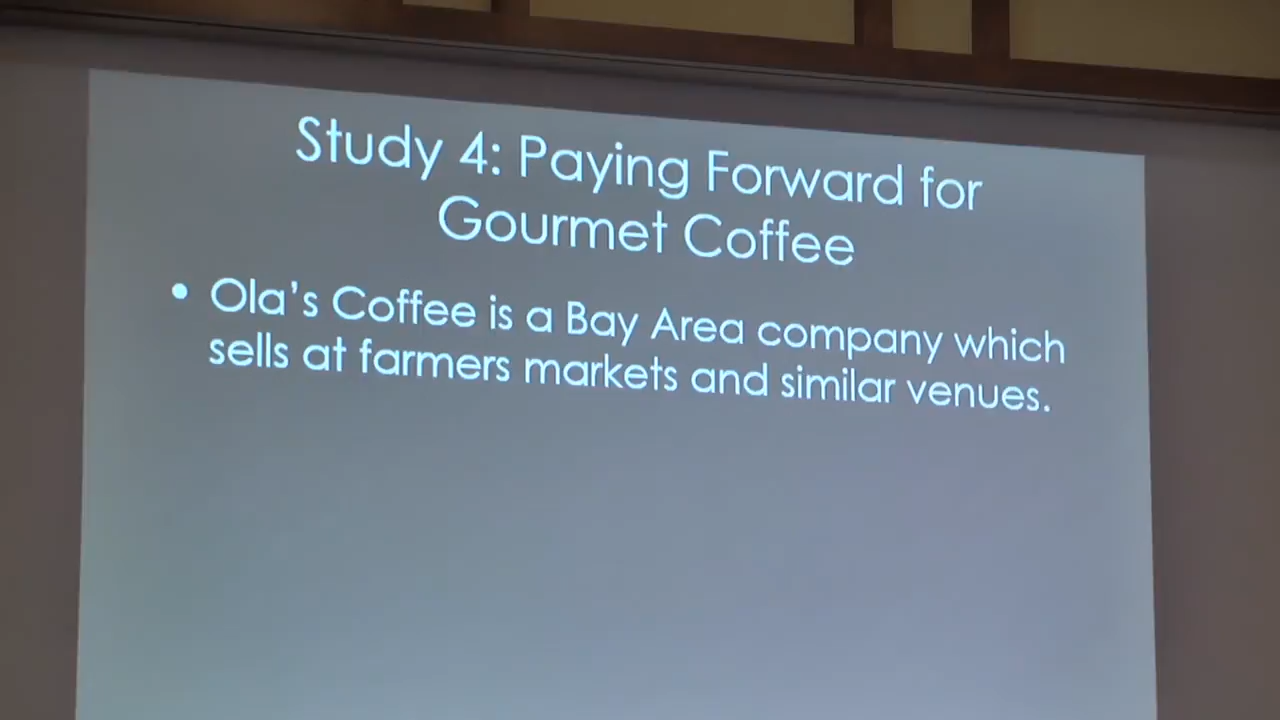 Study 4: Paying Forward for
Gourmet Coffee
• Ola's Coffee is a Bay Area company which
sells at farmers markets and similar venues.